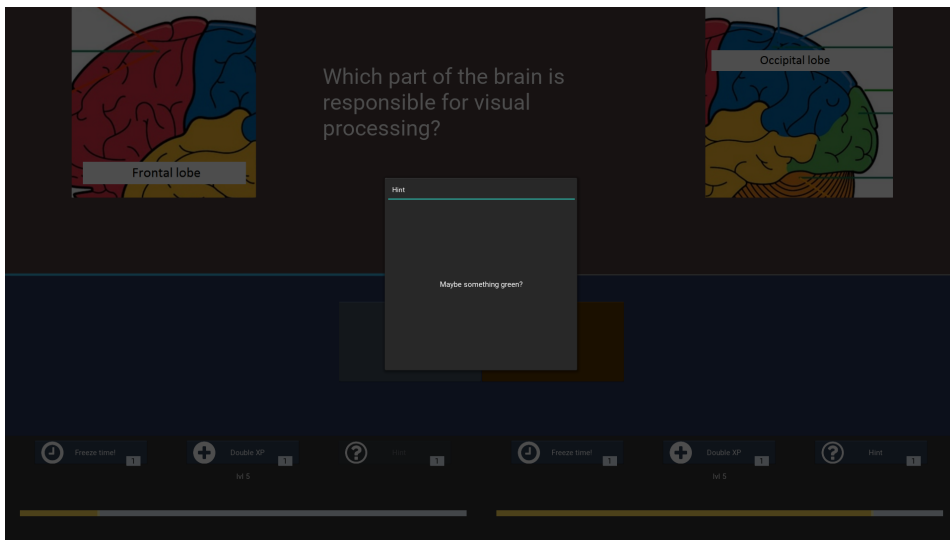 Which part of the brain is
responsible for visual
processing?
Frontal lobe
Occipital lobe
Hint
Maybe something green?
Freeze time!
1
Double XP
1
lvl 5
Hint
1
Freeze time!
1
Double XP
1
lvl 5
Hint
1